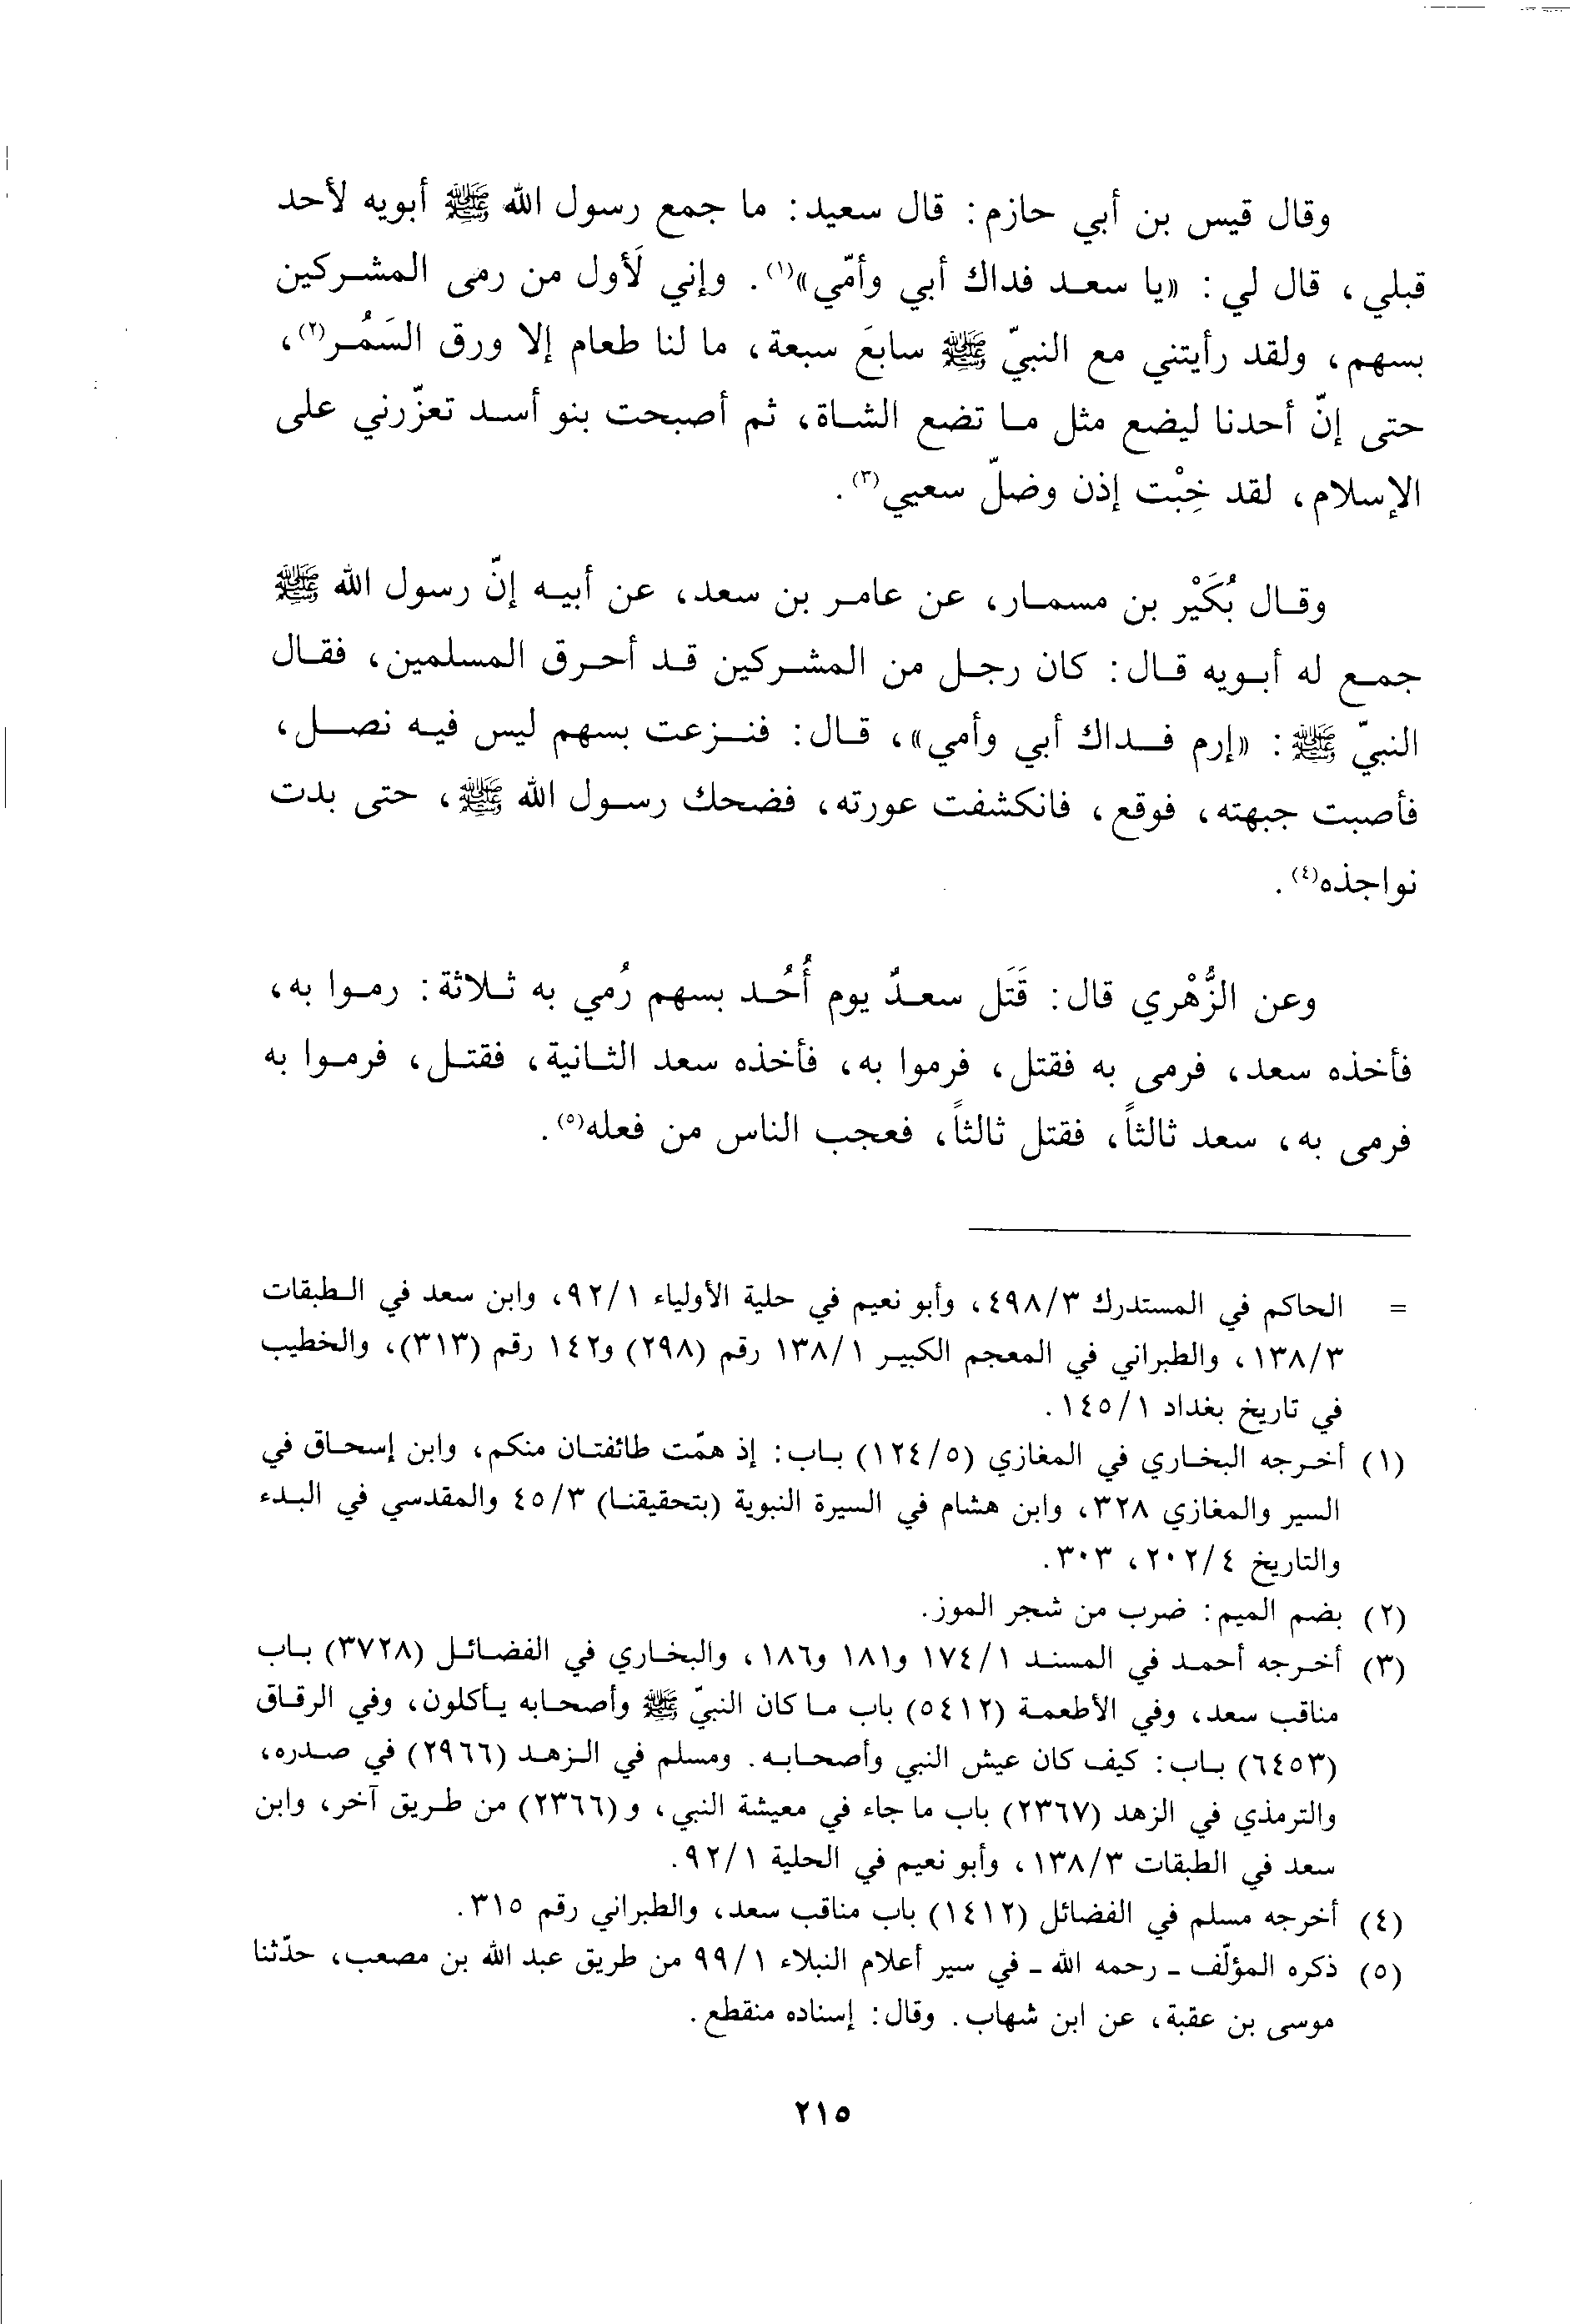 وقال قيس بن أبي حازم: قال سعيد: ما جمع رسول الله ﷺ أبويه لأحد
قبلي، قال لي: «يا سعد فداك أبي وأمّي»(١). وإني لَأول من رمى المشركين
بسهم، ولقد رأيتني مع النبيّ ﷺ سابعَ سبعة، ما لنا طعام إلا ورق السَمُر(٢)،
حتى إنّ أحدنا ليضع مثل ما تضع الشاة، ثم أصبحت بنو أسد تعزّرني على
الإسلام، لقد خِبْت إذن وضلّ سعيي(٣).
وقال بُكَيْر بن مسمار، عن عامر بن سعد، عن أبيه إنّ رسول الله ﷺ
جمع له أبويه قال: كان رجل من المشركين قد أحرق المسلمين، فقال
النبيّ ﷺ: «إرم فداك أبي وأمي»، قال: فنزعت بسهم ليس فيه نصل،
فأصبت جبهته، فوقع، فانكشفت عورته، فضحك رسول الله ﷺ، حتى بدت
نواجذه(٤).
وعن الزُّهْري قال: قَتَل سعدٌ يوم أُحُد بسهم رُمي به ثلاثة: رموا به،
فأخذه سعد، فرمى به فقتل، فرموا به، فأخذه سعد الثانية، فقتل، فرموا به
فرمى به، سعد ثالثاً، فقتل ثالثاً، فعجب الناس من فعله(٥).
= الحاكم في المستدرك ٤٩٨/٣، وأبو نعيم في حلية الأولياء ٩٢/١، وابن سعد في الطبقات
١٣٨/٣، والطبراني في المعجم الكبير ١٣٨/١ رقم (٢٩٨) و١٤٢ رقم (٣١٣)، والخطيب
في تاريخ بغداد ١٤٥/١.
(١) أخرجه البخاري في المغازي (١٢٤/٥) باب: إذ همّت طائفتان منكم، وابن إسحاق في
السير والمغازي ٣٢٨، وابن هشام في السيرة النبوية (بتحقيقنا) ٤٥/٣ والمقدسي في البدء
والتاريخ ٢٠٢/٤، ٣٠٣.
(٢) بضم الميم: ضرب من شجر الموز.
(٣) أخرجه أحمد في المسند ١٧٤/١ و١٨١ و١٨٦، والبخاري في الفضائل (٣٧٢٨) باب
مناقب سعد، وفي الأطعمة (٥٤١٢) باب ما كان النبيّ ﷺ وأصحابه يأكلون، وفي الرقاق
(٦٤٥٣) باب: كيف كان عيش النبي وأصحابه. ومسلم في الزهد (٢٩٦٦) في صدره،
والترمذي في الزهد (٢٣٦٧) باب ما جاء في معيشة النبي، و(٢٣٦٦) من طريق آخر، وابن
سعد في الطبقات ١٣٨/٣، وأبو نعيم في الحلية ٩٢/١.
(٤) أخرجه مسلم في الفضائل (١٤١٢) باب مناقب سعد، والطبراني رقم ٣١٥.
(٥) ذكره المؤلّف - رحمه الله - في سير أعلام النبلاء ٩٩/١ من طريق عبد الله بن مصعب، حدّثنا
موسى بن عقبة، عن ابن شهاب. وقال: إسناده منقطع.
٢١٥